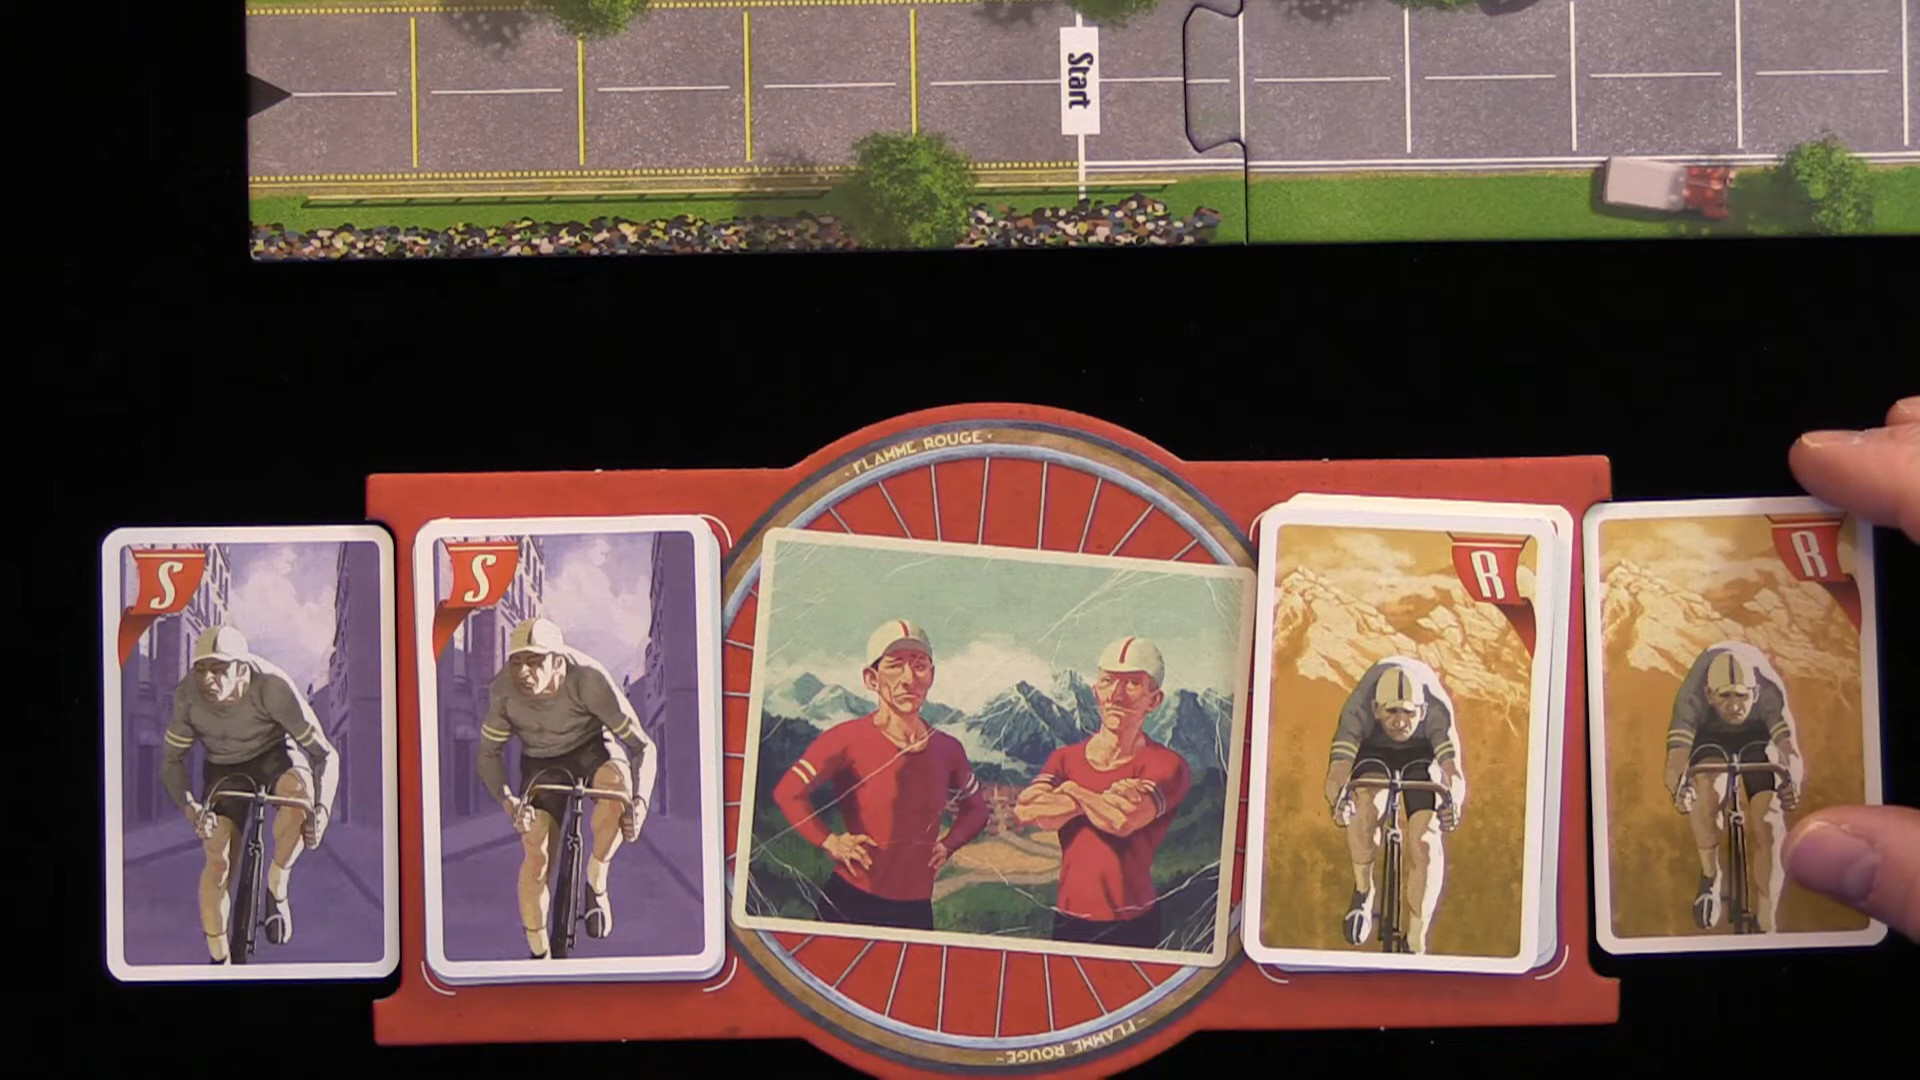 Start
· FLAMME ROUGE ·
S
S
R
R
- FLAMME ROUGE -